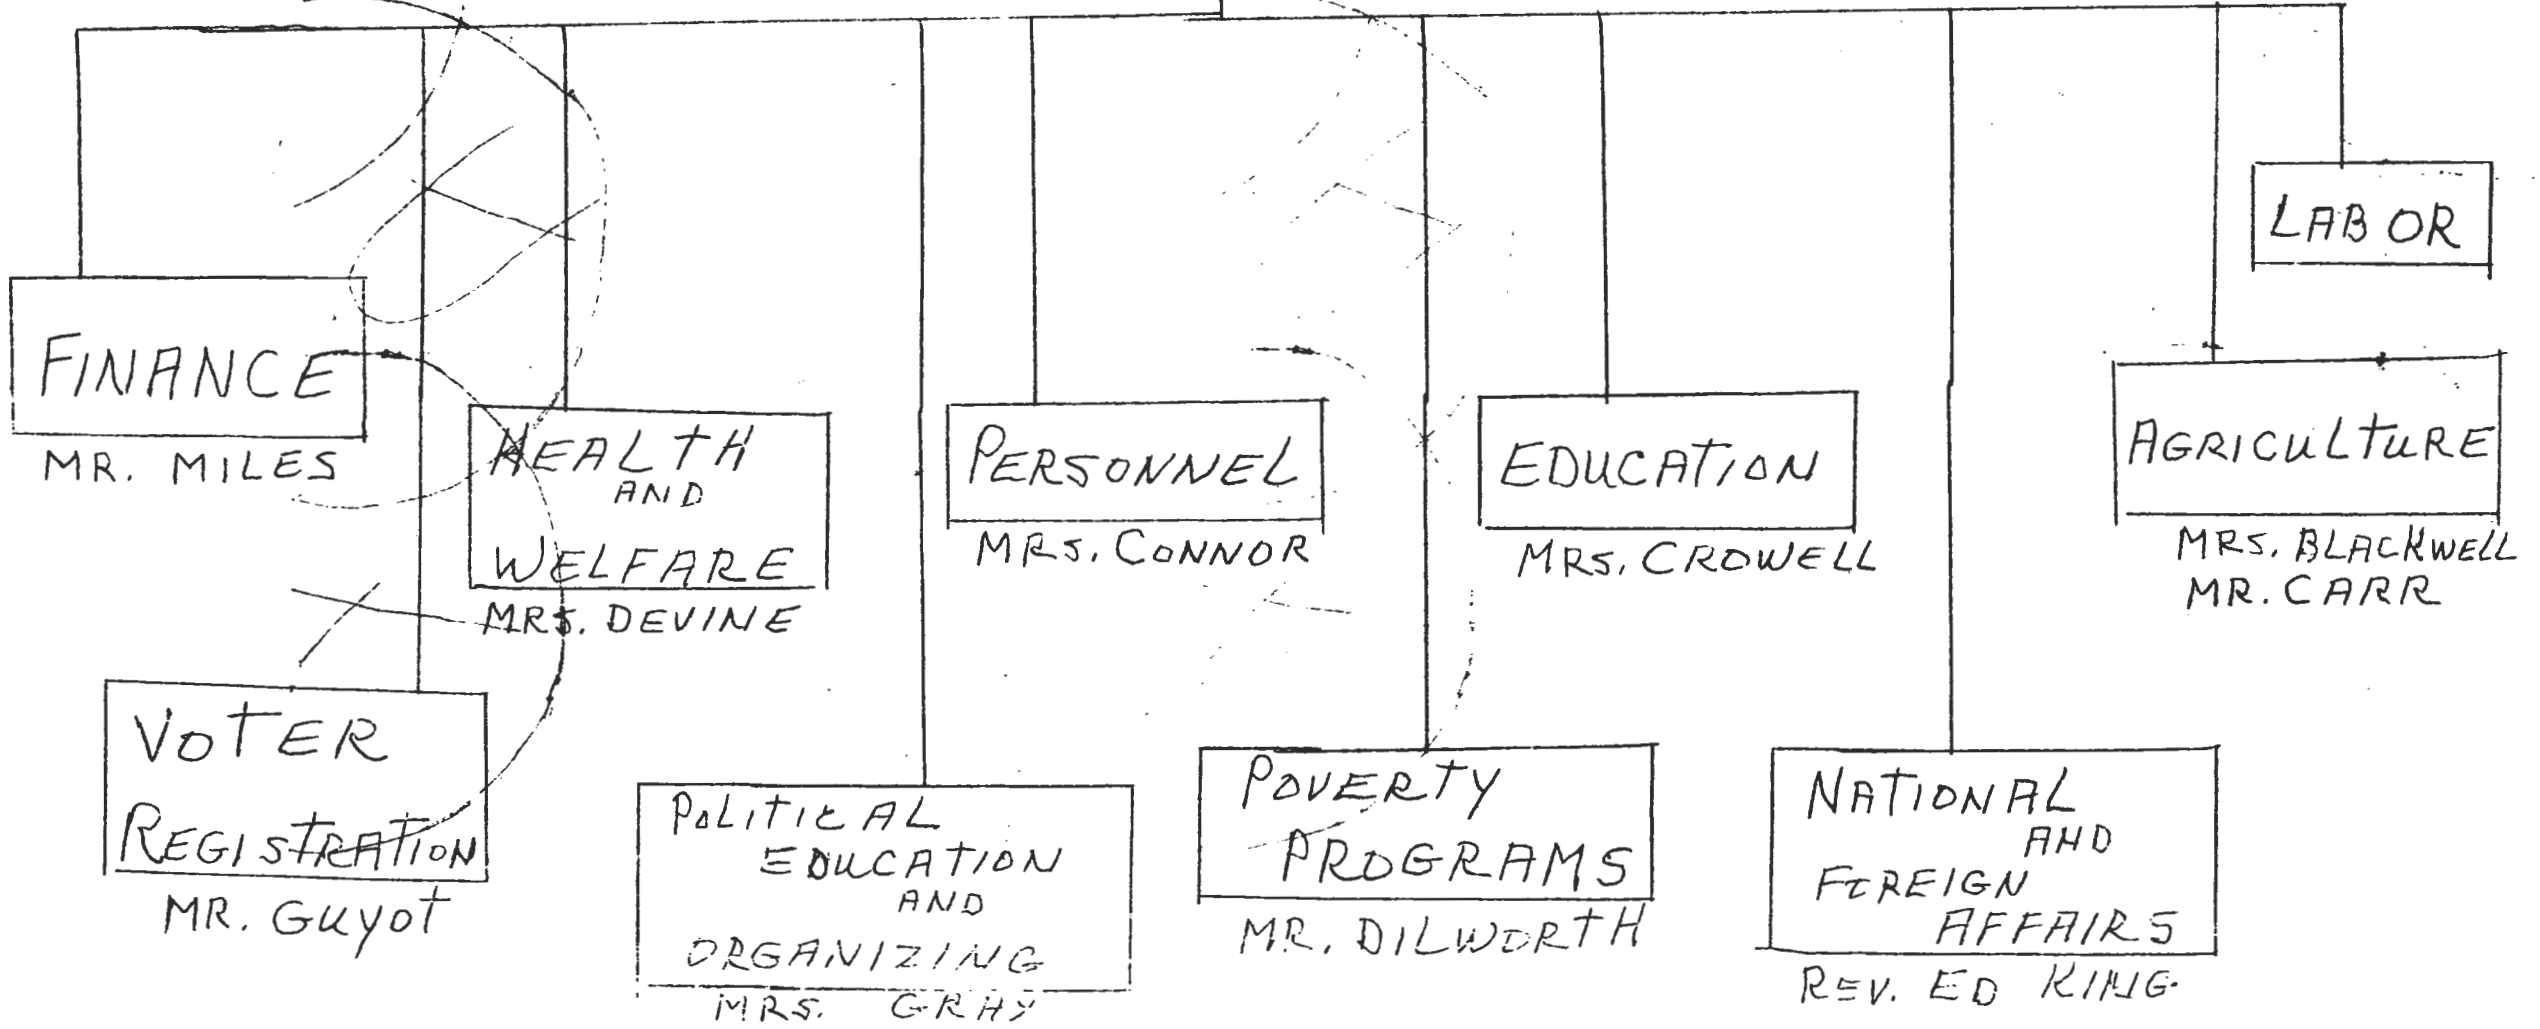 LABOR
FINANCE
MR. MILES
HEALTH
AND
WELFARE
MRS. DEVINE
PERSONNEL
MRS. CONNOR
EDUCATION
MRS. CROWELL
AGRICULTURE
MRS. BLACKWELL
MR. CARR
VOTER
REGISTRATION
MR. GUYOT
POLITICAL
EDUCATION
AND
ORGANIZING
MRS. GRAY
POVERTY
PROGRAMS
MR. DILWORTH
NATIONAL
AND
FOREIGN
AFFAIRS
REV. ED KING